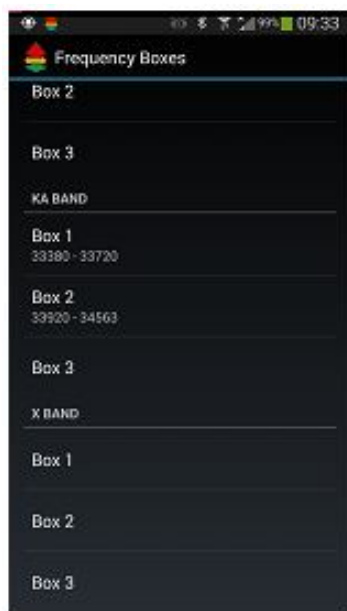 99% 09:33
Frequency Boxes
Box 2
Box 3
KA BAND
Box 1
33380 - 33720
Box 2
33920 - 34563
Box 3
X BAND
Box 1
Box 2
Box 3